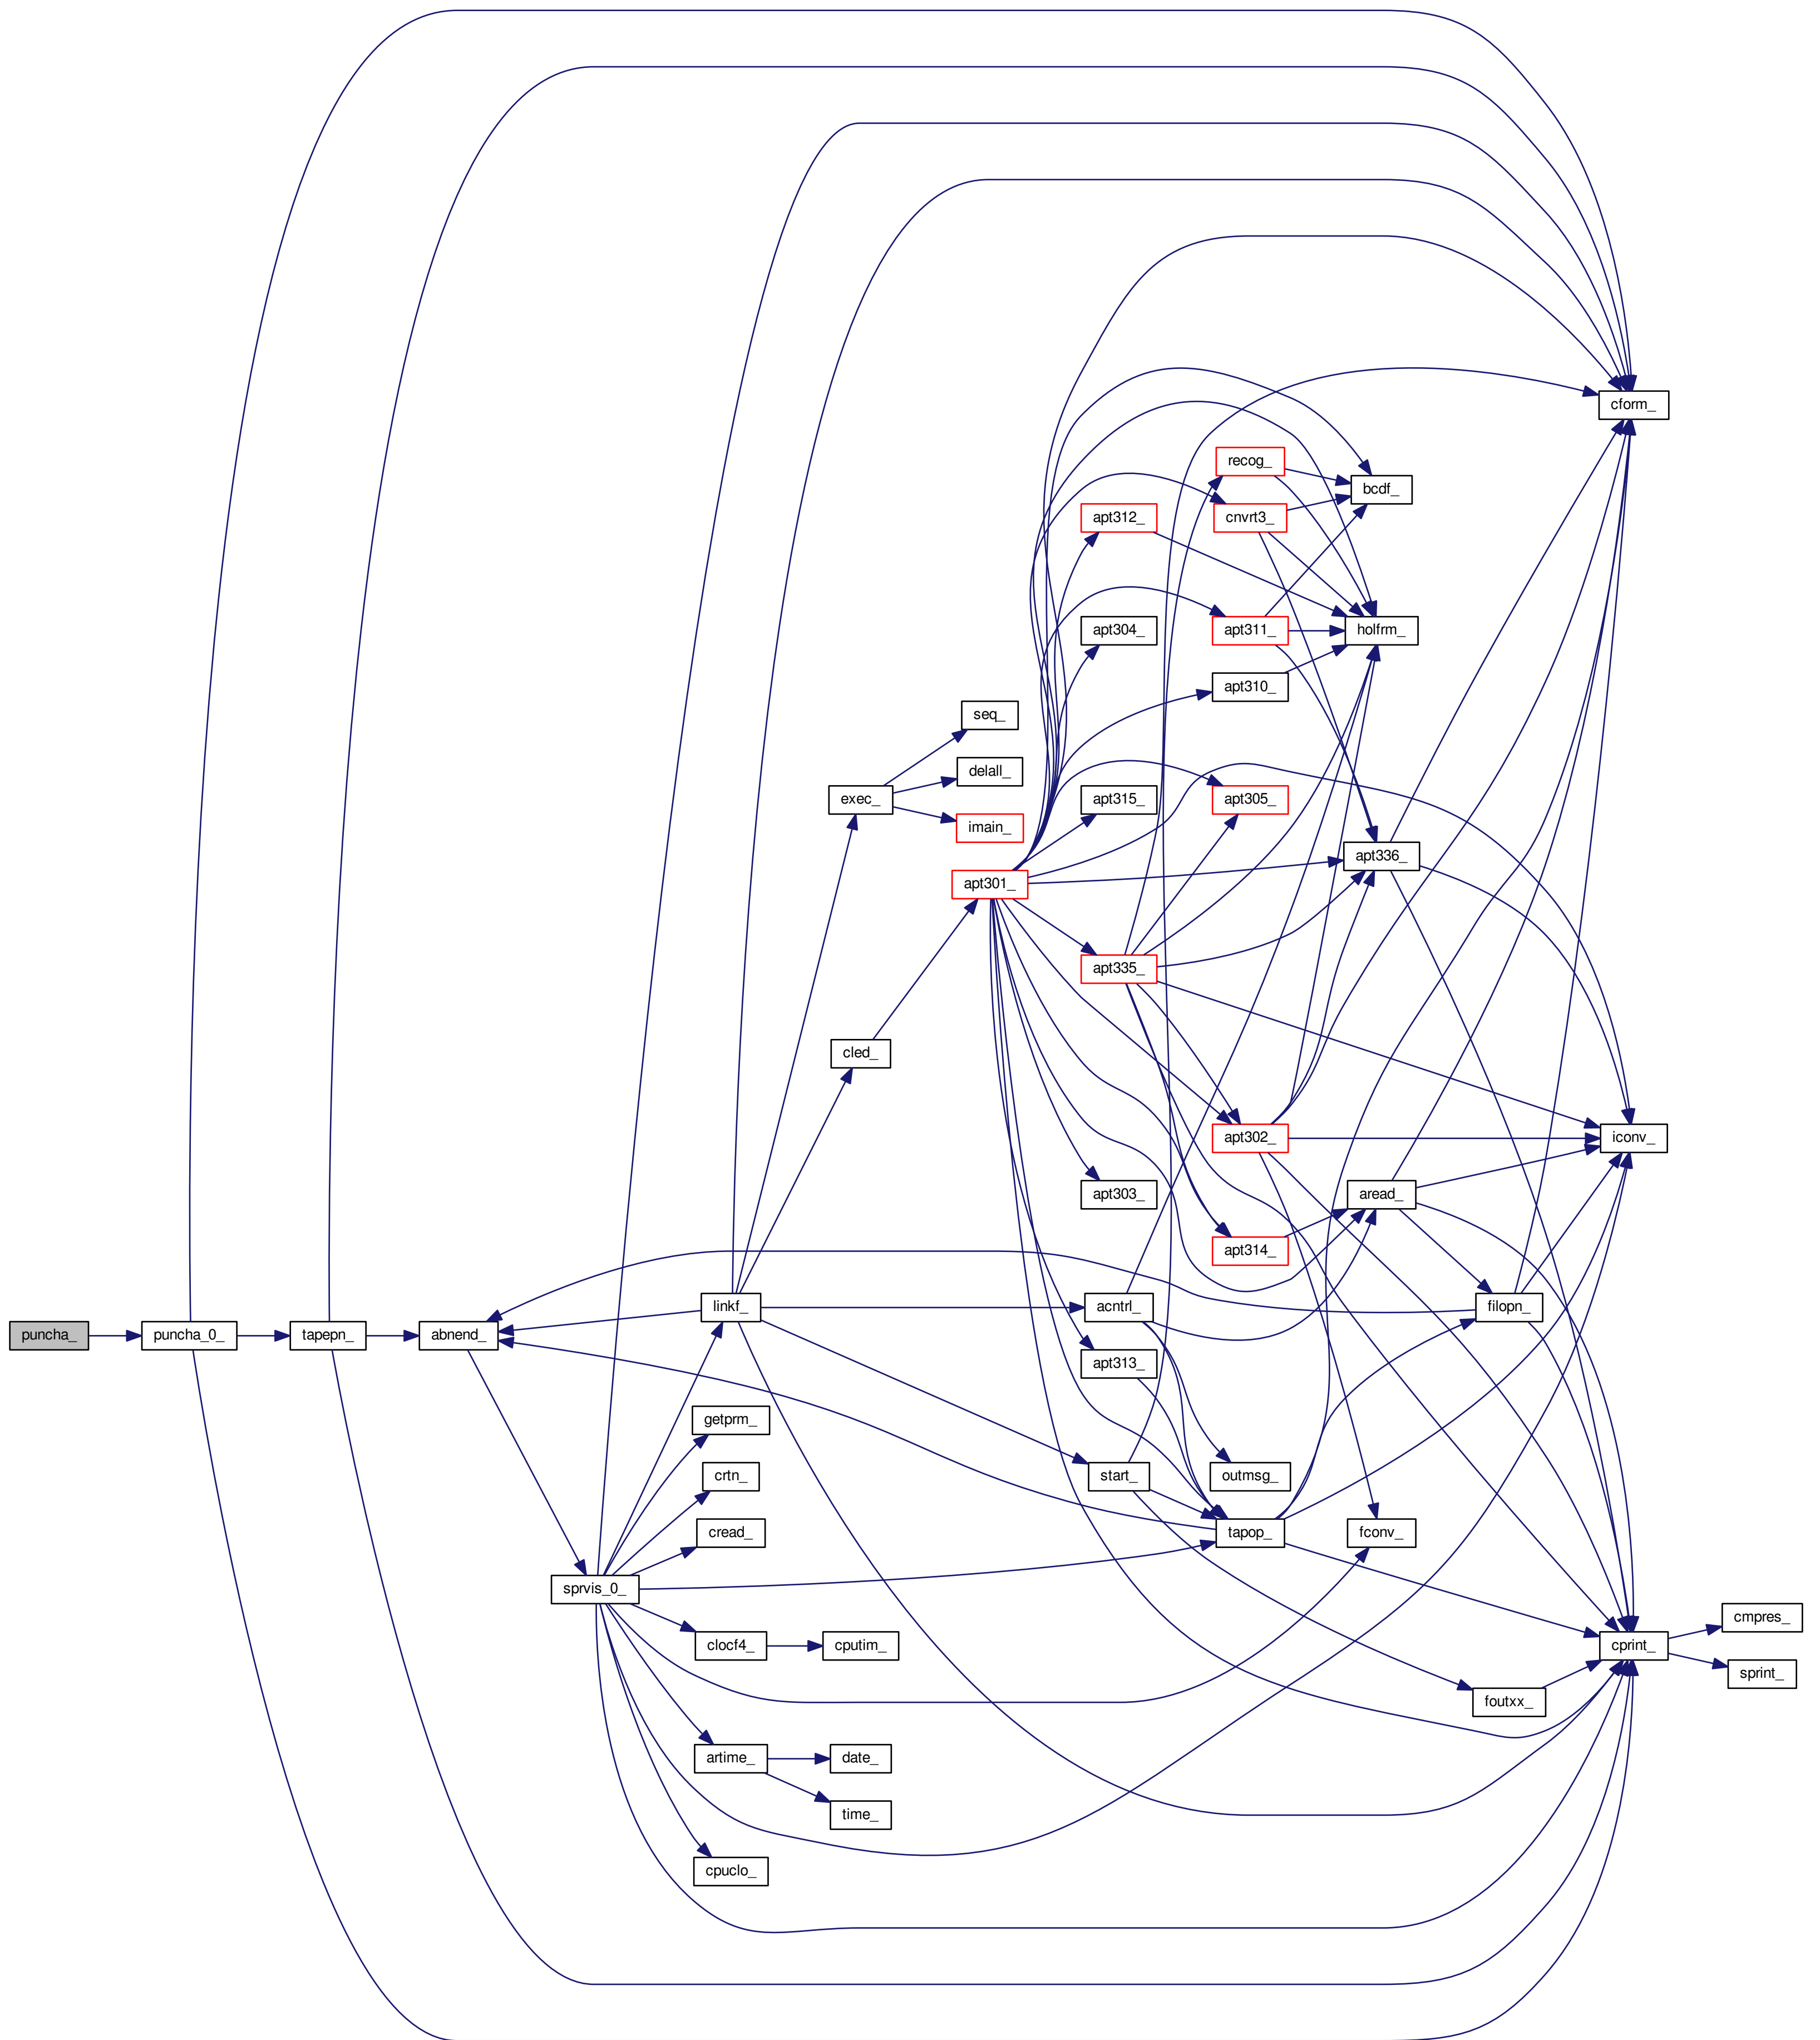 puncha_
puncha_0_
tapepn_
abnend_
sprvis_0_
linkf_
getprm_
crtn_
cread_
clocf4_
artime_
cpuclo_
exec_
cled_
cputim_
date_
time_
seq_
delall_
imain_
apt301_
apt312_
apt304_
apt315_
apt335_
apt303_
acntrl_
apt313_
start_
recog_
cnvrt3_
apt311_
apt310_
apt305_
apt302_
apt314_
outmsg_
tapop_
bcdf_
holfrm_
apt336_
aread_
fconv_
filopn_
foutxx_
cform_
iconv_
cprint_
cmpres_
sprint_